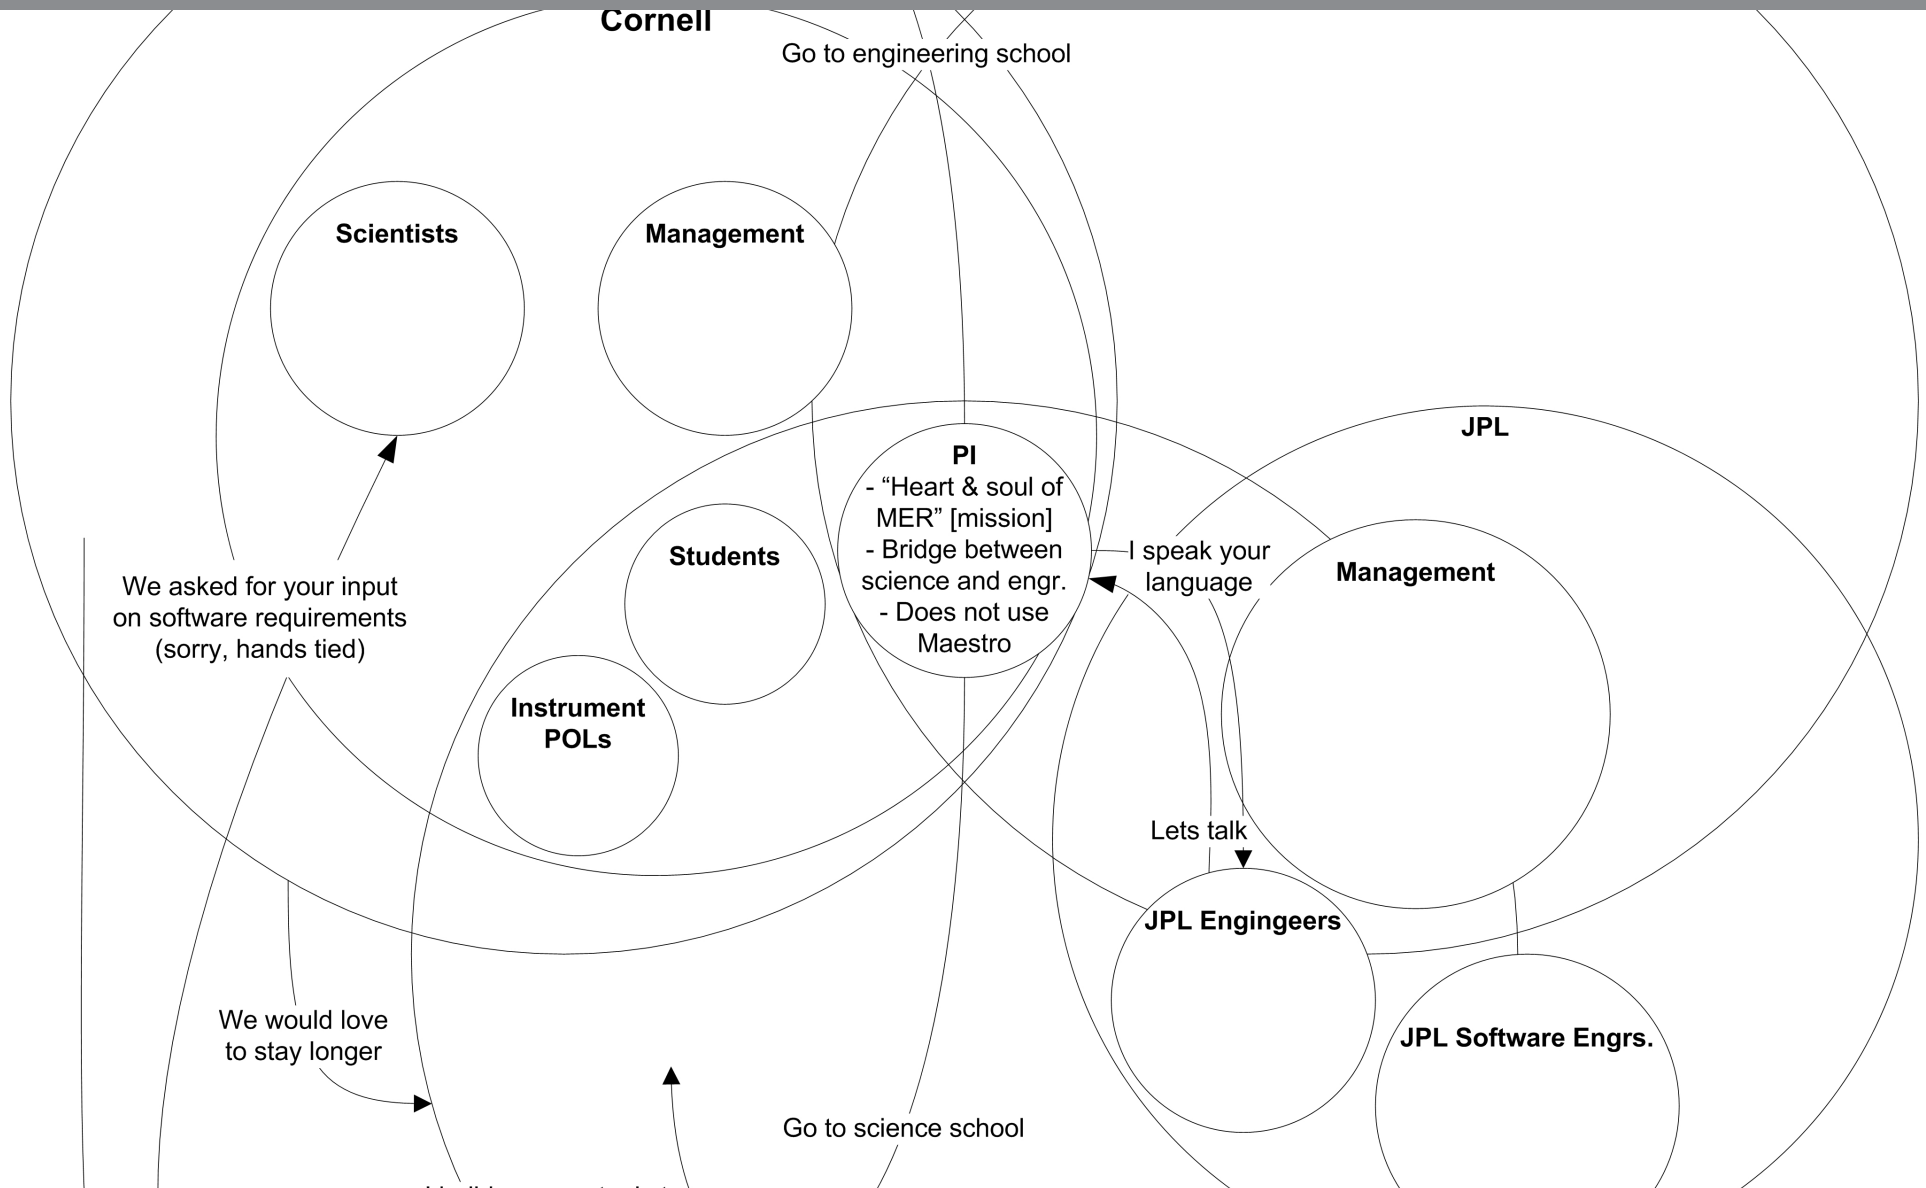 Cornell
Go to engineering school
Scientists
Management
JPL
PI
- “Heart & soul of
MER” [mission]
- Bridge between
science and engr.
- Does not use
Maestro
I speak your
language
Management
Students
We asked for your input
on software requirements
(sorry, hands tied)
Instrument
POLs
Lets talk
JPL Engingeers
We would love
to stay longer
JPL Software Engrs.
Go to science school